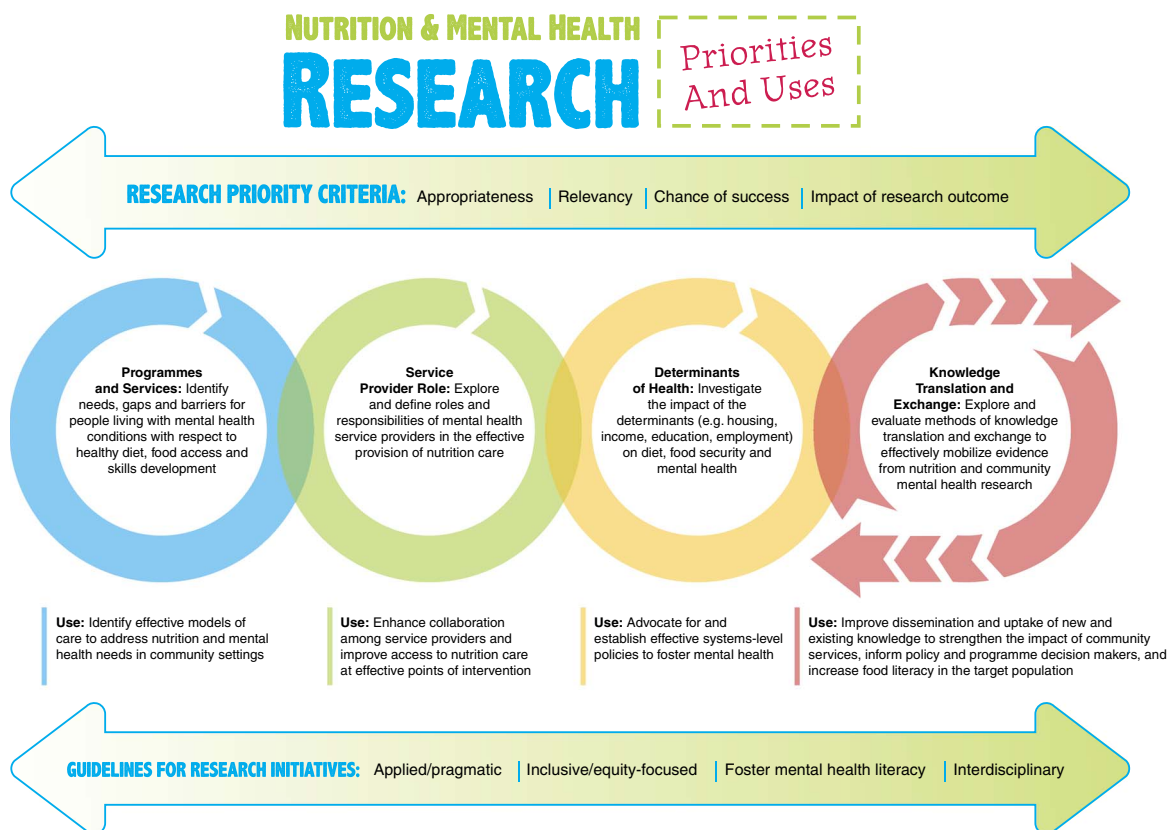 NUTRITION & MENTAL HEALTH
RESEARCH
Priorities
And Uses
RESEARCH PRIORITY CRITERIA: Appropriateness | Relevancy | Chance of success | Impact of research outcome
Programmes
and Services: Identify
needs, gaps and barriers for
people living with mental health
conditions with respect to
healthy diet, food access and
skills development
Service
Provider Role: Explore
and define roles and
responsibilities of mental health
service providers in the effective
provision of nutrition care
Determinants
of Health: Investigate
the impact of the
determinants (e.g. housing,
income, education, employment)
on diet, food security and
mental health
Knowledge
Translation and
Exchange: Explore and
evaluate methods of knowledge
translation and exchange to
effectively mobilize evidence
from nutrition and community
mental health research
Use: Identify effective models of
care to address nutrition and mental
health needs in community settings
Use: Enhance collaboration
among service providers and
improve access to nutrition care
at effective points of intervention
Use: Advocate for and
establish effective systems-level
policies to foster mental health
Use: Improve dissemination and uptake of new and
existing knowledge to strengthen the impact of community
services, inform policy and programme decision makers, and
increase food literacy in the target population
GUIDELINES FOR RESEARCH INITIATIVES: Applied/pragmatic | Inclusive/equity-focused | Foster mental health literacy | Interdisciplinary